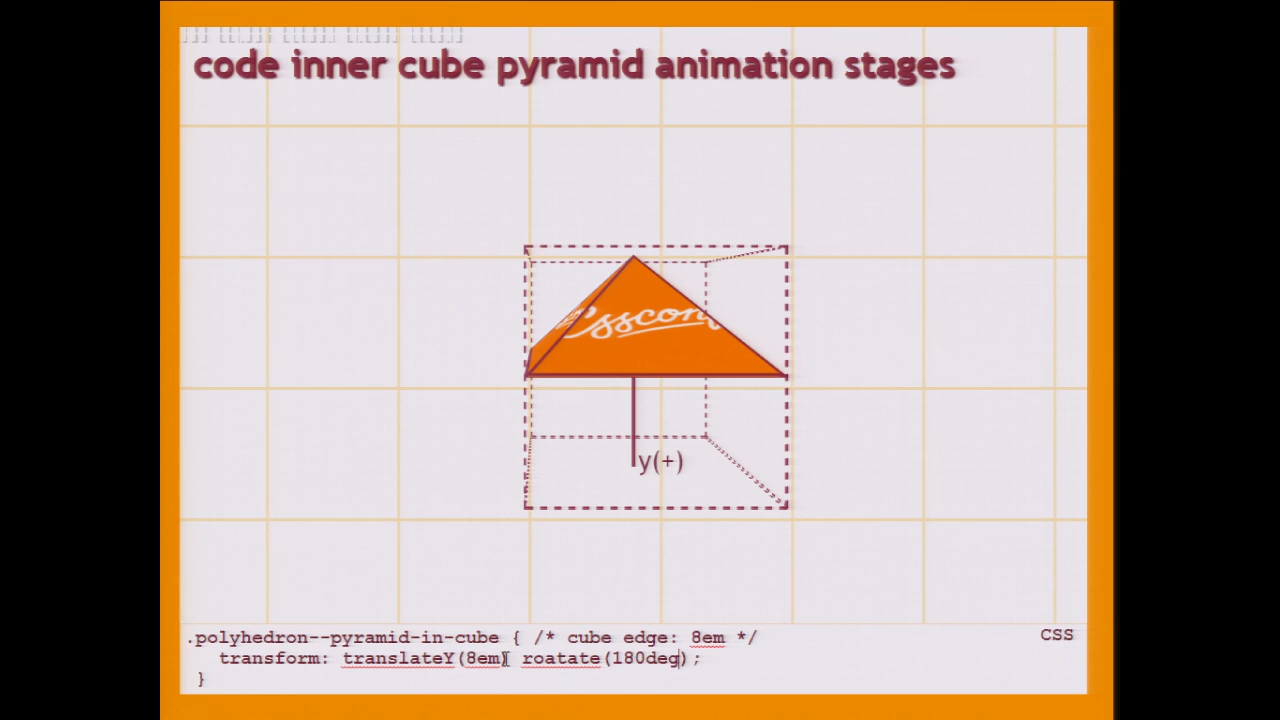 code inner cube pyramid animation stages
Cssconf
y(+)
.polyhedron--pyramid-in-cube { /* cube edge: 8em */
CSS
transform: translateY(8em) roatate(180deg);
}